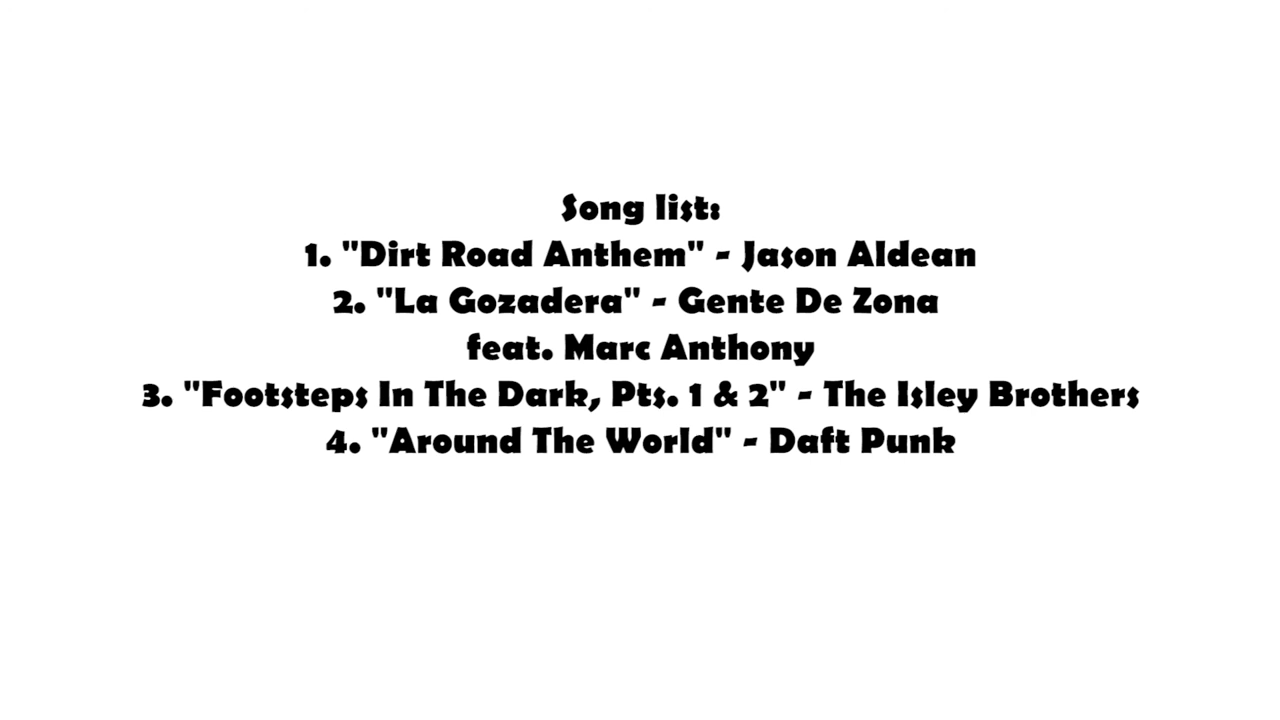 Song list:
1. "Dirt Road Anthem" - Jason Aldean
2. "La Gozadera" - Gente De Zona
feat. Marc Anthony
3. "Footsteps In The Dark, Pts. 1 & 2" - The Isley Brothers
4. "Around The World" - Daft Punk